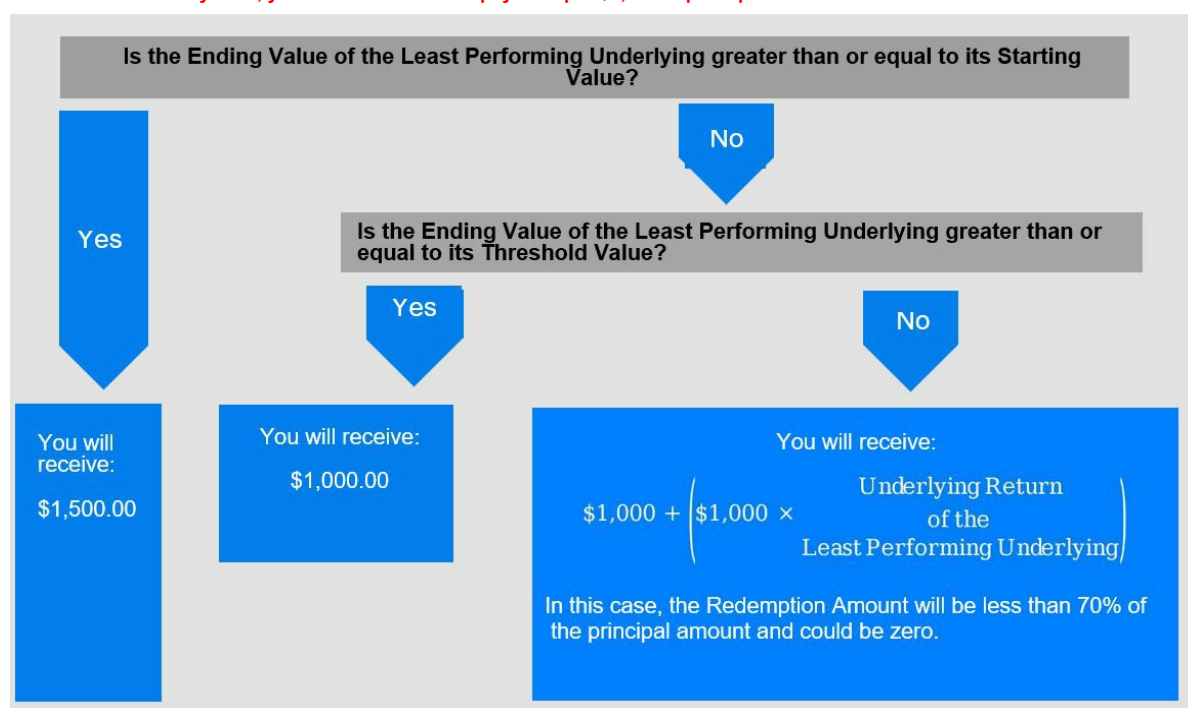 Is the Ending Value of the Least Performing Underlying greater than or equal to its Starting
Value?
No
Yes
Is the Ending Value of the Least Performing Underlying greater than or
equal to its Threshold Value?
Yes
No
You will
receive:
$1,500.00
You will receive:
$1,000.00
You will receive:
$1,000 + ($1,000 × Underlying Return
of the
Least Performing Underlying)
In this case, the Redemption Amount will be less than 70% of
the principal amount and could be zero.